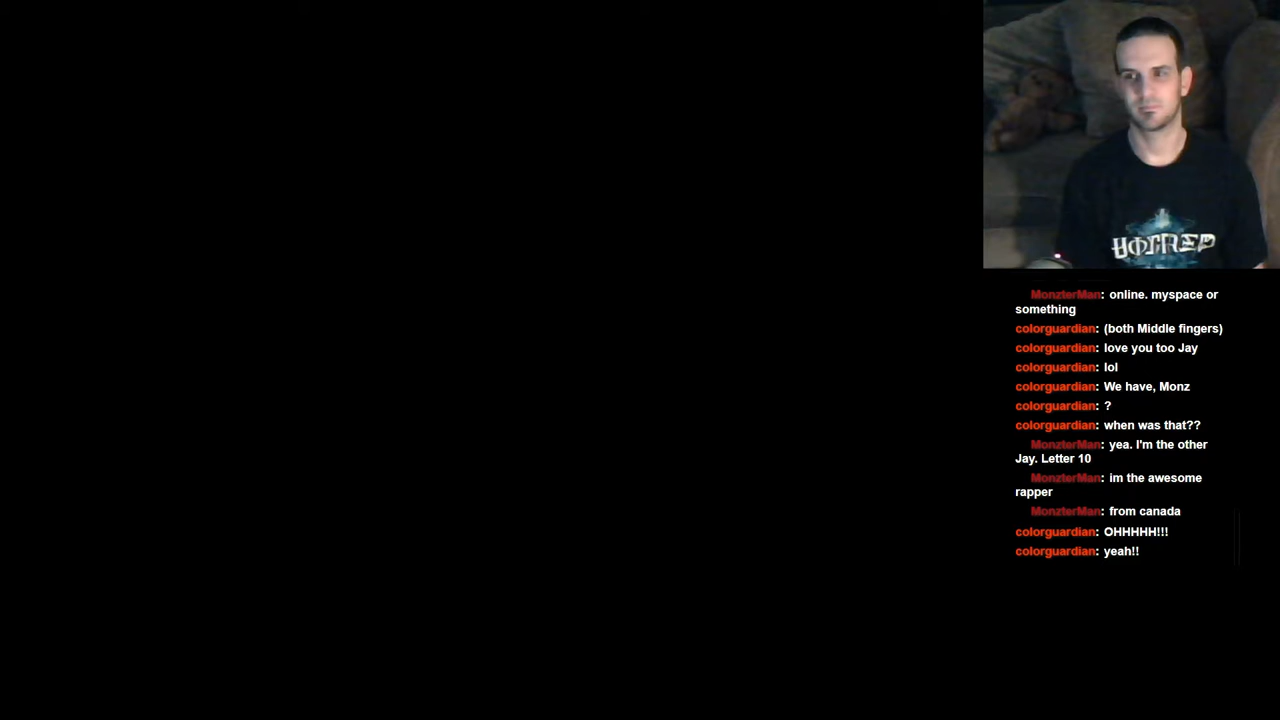 MonzterMan: online. myspace or
something
colorguardian: (both Middle fingers)
colorguardian: love you too Jay
colorguardian: lol
colorguardian: We have, Monz
colorguardian: ?
colorguardian: when was that??
MonzterMan: yea. I'm the other
Jay. Letter 10
MonzterMan: im the awesome
rapper
MonzterMan: from canada
colorguardian: OHHHHH!!!
colorguardian: yeah!!